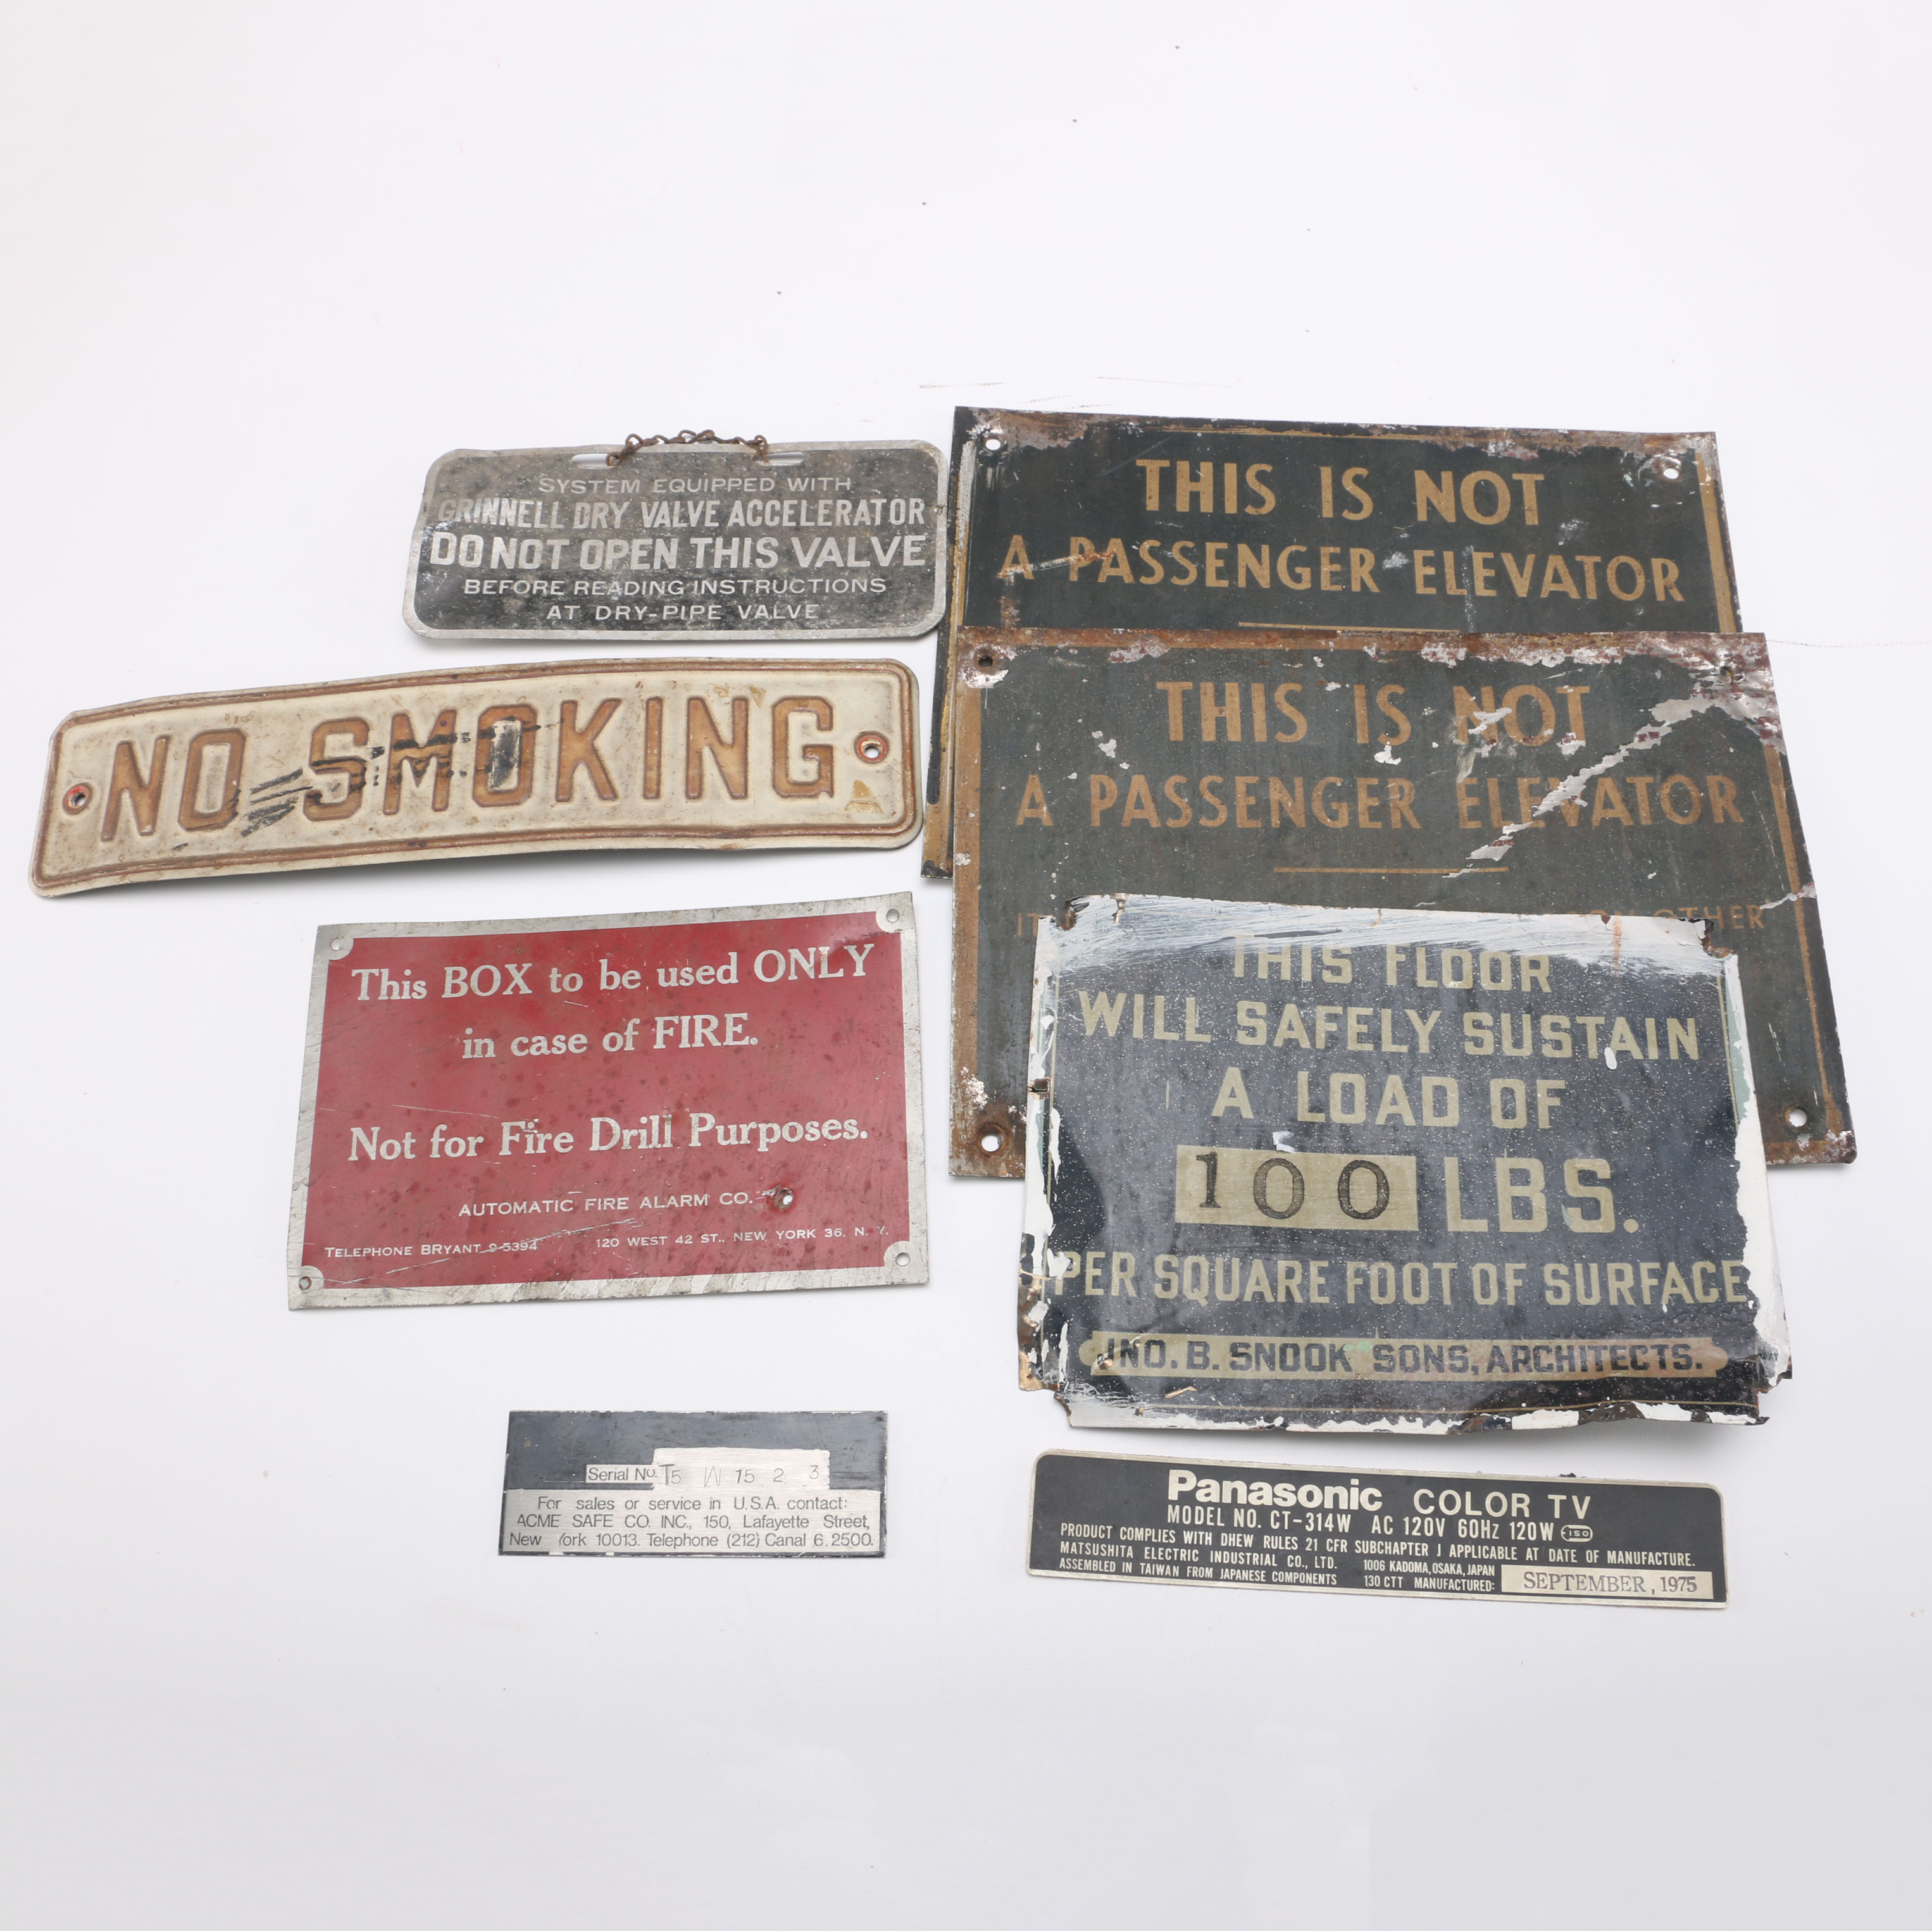 SYSTEM EQUIPPED WITH
GRINNELL DRY VALVE ACCELERATOR
DO NOT OPEN THIS VALVE
BEFORE READING INSTRUCTIONS
AT DRY-PIPE VALVE
NO SMOKING
This BOX to be used ONLY
in case of FIRE.
Not for Fire Drill Purposes.
AUTOMATIC FIRE ALARM CO.
TELEPHONE BRYANT 9-5394 120 WEST 42 ST., NEW YORK 36, N. Y.
Serial No. T5 W 15 2 3
For sales or service in U.S.A. contact:
ACME SAFE CO. INC., 150, Lafayette Street,
New York 10013. Telephone (212) Canal 6.2500.
THIS IS NOT
A PASSENGER ELEVATOR
THIS IS NOT
A PASSENGER ELEVATOR
IT OTHER
THIS FLOOR
WILL SAFELY SUSTAIN
A LOAD OF
100 LBS.
PER SQUARE FOOT OF SURFACE
JNO. B. SNOOK SONS, ARCHITECTS.
Panasonic COLOR TV
MODEL NO. CT-314W AC 120V 60Hz 120W ISO
PRODUCT COMPLIES WITH DHEW RULES 21 CFR SUBCHAPTER J APPLICABLE AT DATE OF MANUFACTURE.
MATSUSHITA ELECTRIC INDUSTRIAL CO., LTD. 1006 KADOMA, OSAKA, JAPAN
ASSEMBLED IN TAIWAN FROM JAPANESE COMPONENTS 130 CTT MANUFACTURED: SEPTEMBER, 1975